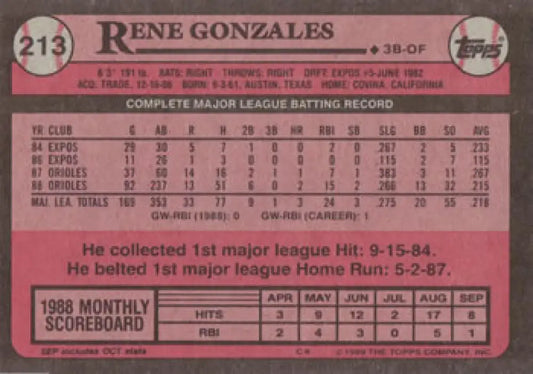 213
RENE GONZALES
◆ 3B-OF
topps
6'3" 191 lb. BATS: RIGHT THROWS: RIGHT DRFT: EXPOS #5-JUNE 1982
ACQ: TRADE, 12-16-86 BORN: 9-3-61, AUSTIN, TEXAS HOME: COVINA, CALIFORNIA
COMPLETE MAJOR LEAGUE BATTING RECORD
YR CLUB G AB R H 2B 3B HR RBI SB SLG BB SO AVG
84 EXPOS 29 30 5 7 1 0 0 2 0 .267 2 5 .233
86 EXPOS 11 26 1 3 0 0 0 0 0 .115 2 7 .115
87 ORIOLES 37 60 14 16 2 1 1 7 1 .383 3 11 .267
88 ORIOLES 92 237 13 51 6 0 2 15 2 .266 13 32 .215
MAJ. LEA. TOTALS 169 353 33 77 9 1 3 24 3 .275 20 55 .218
GW-RBI (1988): 0 GW-RBI (CAREER): 1
He collected 1st major league Hit: 9-15-84.
He belted 1st major league Home Run: 5-2-87.
1988 MONTHLY SCOREBOARD
APR MAY JUN JUL AUG SEP
HITS 3 9 12 2 17 8
RBI 2 4 3 0 5 1
SEP includes OCT stats
C* © 1989 THE TOPPS COMPANY, INC.